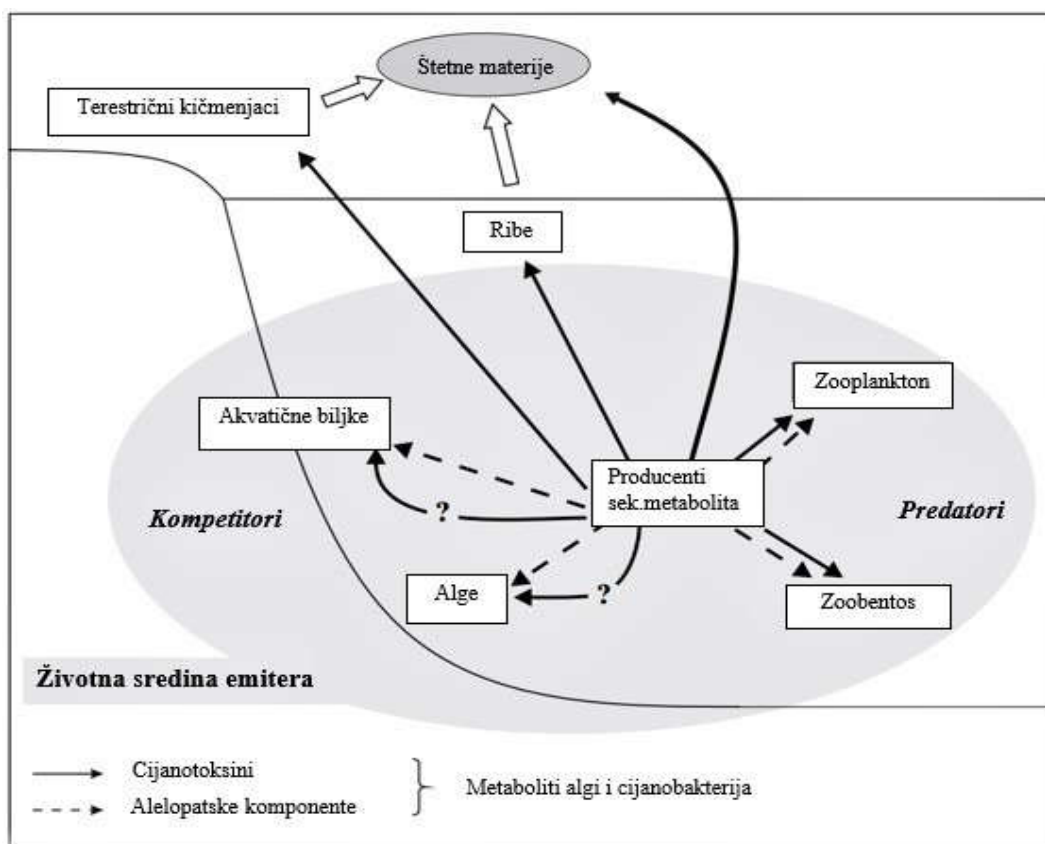 Štetne materije
Terestrični kičmenjaci
Ribe
Zooplankton
Akvatične biljke
Producenti
sek.metabolita
Kompetitori
?
Predatori
Alge
?
Zoobentos
Životna sredina emitera
Cijanotoksini
Metaboliti algi i cijanobakterija
Alelopatske komponente